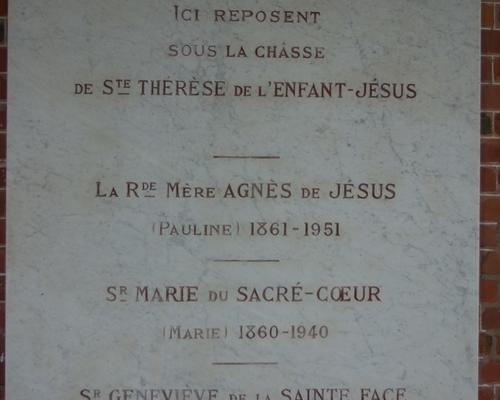 ICI REPOSENT
SOUS LA CHÂSSE
DE STE THÉRÈSE DE L'ENFANT-JÉSUS
LA RDE MÈRE AGNÈS DE JÉSUS
(PAULINE) 1861-1951
SR MARIE DU SACRÉ-CŒUR
(MARIE) 1860-1940
SR GENEVIÈVE DE LA SAINTE FACE